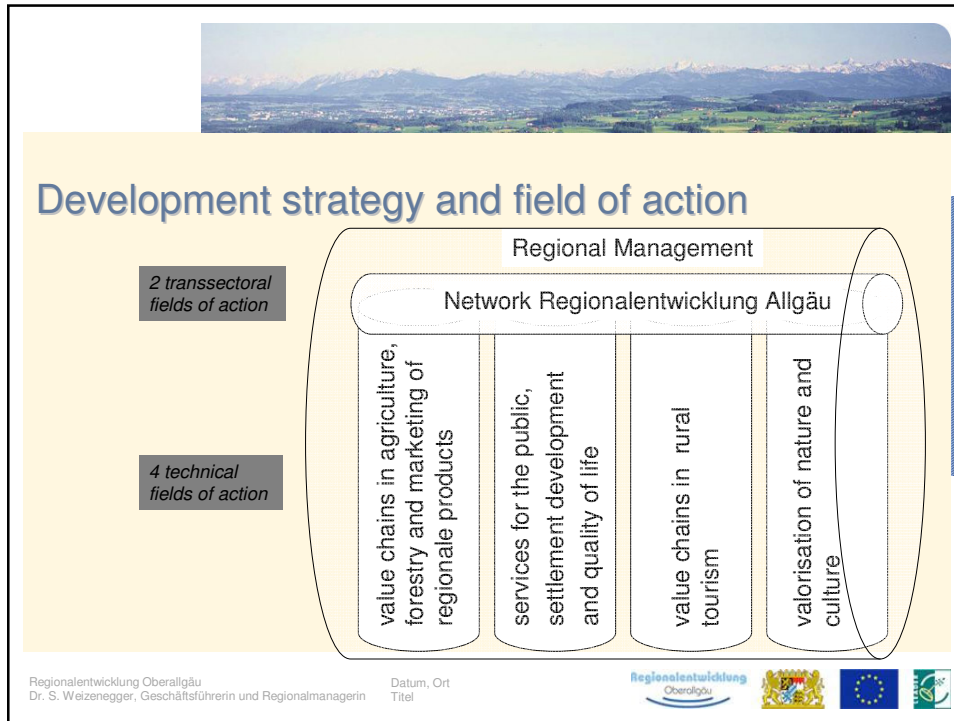 Development strategy and field of action
Regional Management
2 transsectoral
fields of action
Network Regionalentwicklung Allgäu
4 technical
fields of action
value chains in agriculture,
forestry and marketing of
regionale products
services for the public,
settlement development
and quality of life
value chains in rural
tourism
valorisation of nature and
culture
Regionalentwicklung Oberallgäu
Dr. S. Weizenegger, Geschäftsführerin und Regionalmanagerin
Datum, Ort
Titel
Regionalentwicklung
Oberallgäu